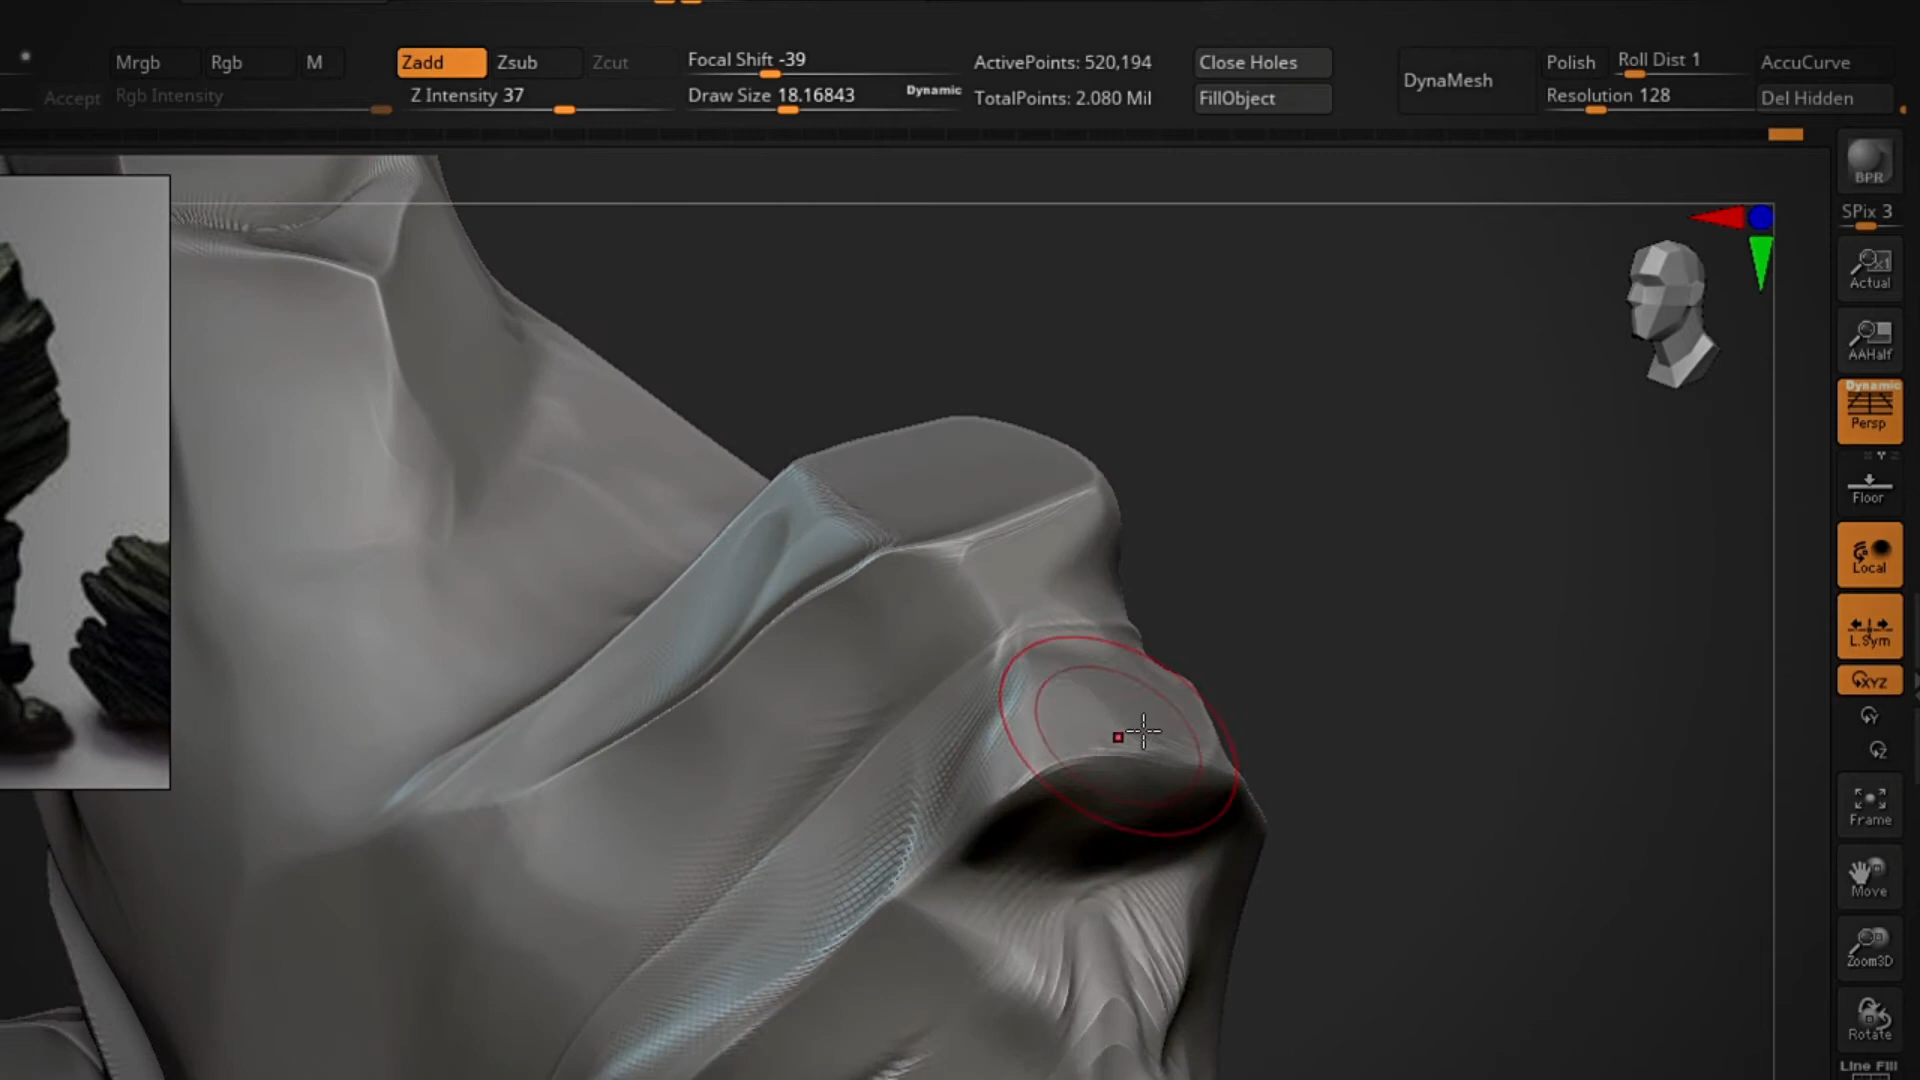 Mrgb Rgb M Zadd Zsub Zcut Focal Shift -39 ActivePoints: 520,194 Close Holes DynaMesh Polish Roll Dist 1 AccuCurve
Accept Rgb Intensity Z Intensity 37 Draw Size 18.16843 Dynamic TotalPoints: 2.080 Mil FillObject Resolution 128 Del Hidden
BPR
SPix 3
Actual
AAHalf
Dynamic
Persp
Floor
Local
L.Sym
XYZ
Y
Z
Frame
Move
Zoom3D
Rotate
Line Fill